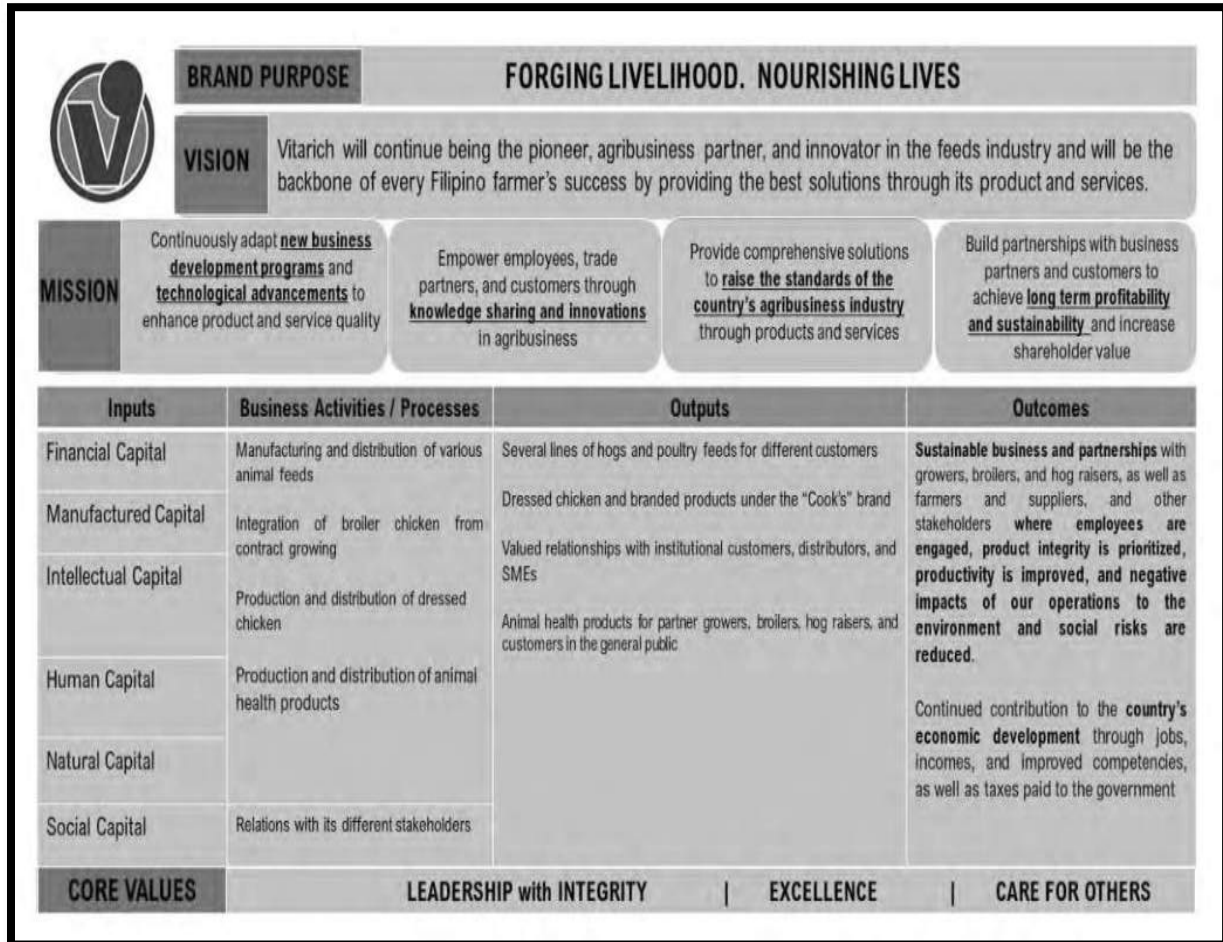 BRAND PURPOSE
FORGING LIVELIHOOD. NOURISHING LIVES
VISION
Vitarich will continue being the pioneer, agribusiness partner, and innovator in the feeds industry and will be the
backbone of every Filipino farmer's success by providing the best solutions through its product and services.
MISSION
Continuously adapt new business
development programs and
technological advancements to
enhance product and service quality
Empower employees, trade
partners, and customers through
knowledge sharing and innovations
in agribusiness
Provide comprehensive solutions
to raise the standards of the
country's agribusiness industry
through products and services
Build partnerships with business
partners and customers to
achieve long term profitability
and sustainability and increase
shareholder value
Inputs
Business Activities / Processes
Outputs
Outcomes
Financial Capital
Manufactured Capital
Intellectual Capital
Human Capital
Natural Capital
Social Capital
Manufacturing and distribution of various
animal feeds
Integration of broiler chicken from
contract growing
Production and distribution of dressed
chicken
Production and distribution of animal
health products
Relations with its different stakeholders
Several lines of hogs and poultry feeds for different customers
Dressed chicken and branded products under the "Cook's" brand
Valued relationships with institutional customers, distributors, and
SMEs
Animal health products for partner growers, broilers, hog raisers, and
customers in the general public
Sustainable business and partnerships with
growers, broilers, and hog raisers, as well as
farmers and suppliers, and other
stakeholders where employees are
engaged, product integrity is prioritized,
productivity is improved, and negative
impacts of our operations to the
environment and social risks are
reduced.
Continued contribution to the country's
economic development through jobs,
incomes, and improved competencies,
as well as taxes paid to the government
CORE VALUES
LEADERSHIP with INTEGRITY | EXCELLENCE | CARE FOR OTHERS